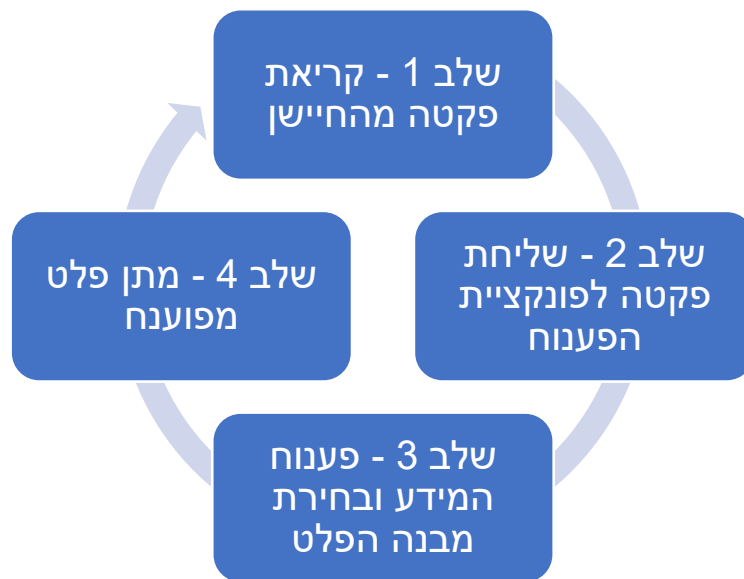 שלב 1 - קריאת
פקטה מהחיישן
שלב 2 - שליחת
פקטה לפונקציית
הפענוח
שלב 3 - פענוח
המידע ובחירת
מבנה הפלט
שלב 4 - מתן פלט
מפוענח